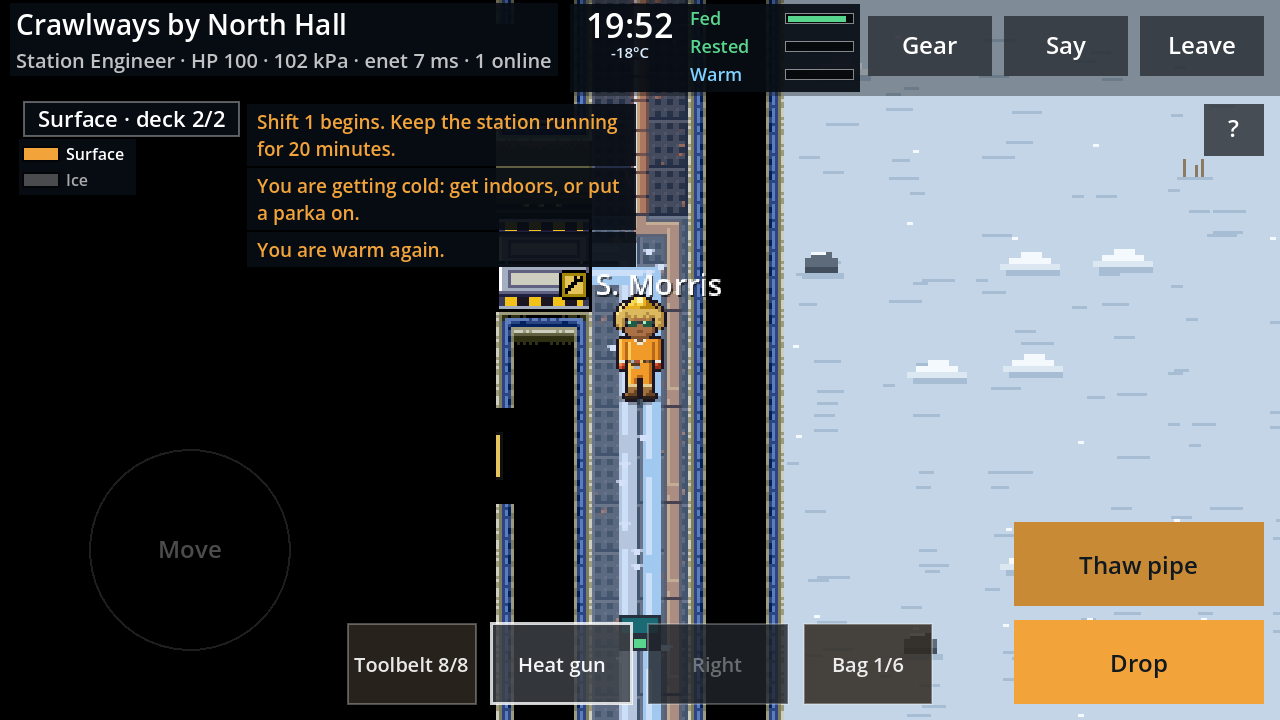 Crawlways by North Hall
Station Engineer · HP 100 · 102 kPa · enet 7 ms · 1 online
19:52
-18°C
Fed
Rested
Warm
Gear
Say
Leave
Surface · deck 2/2
Surface
Ice
Shift 1 begins. Keep the station running
for 20 minutes.
You are getting cold: get indoors, or put
a parka on.
You are warm again.
?
S. Morris
Move
Thaw pipe
Toolbelt 8/8
Heat gun
Right
Bag 1/6
Drop